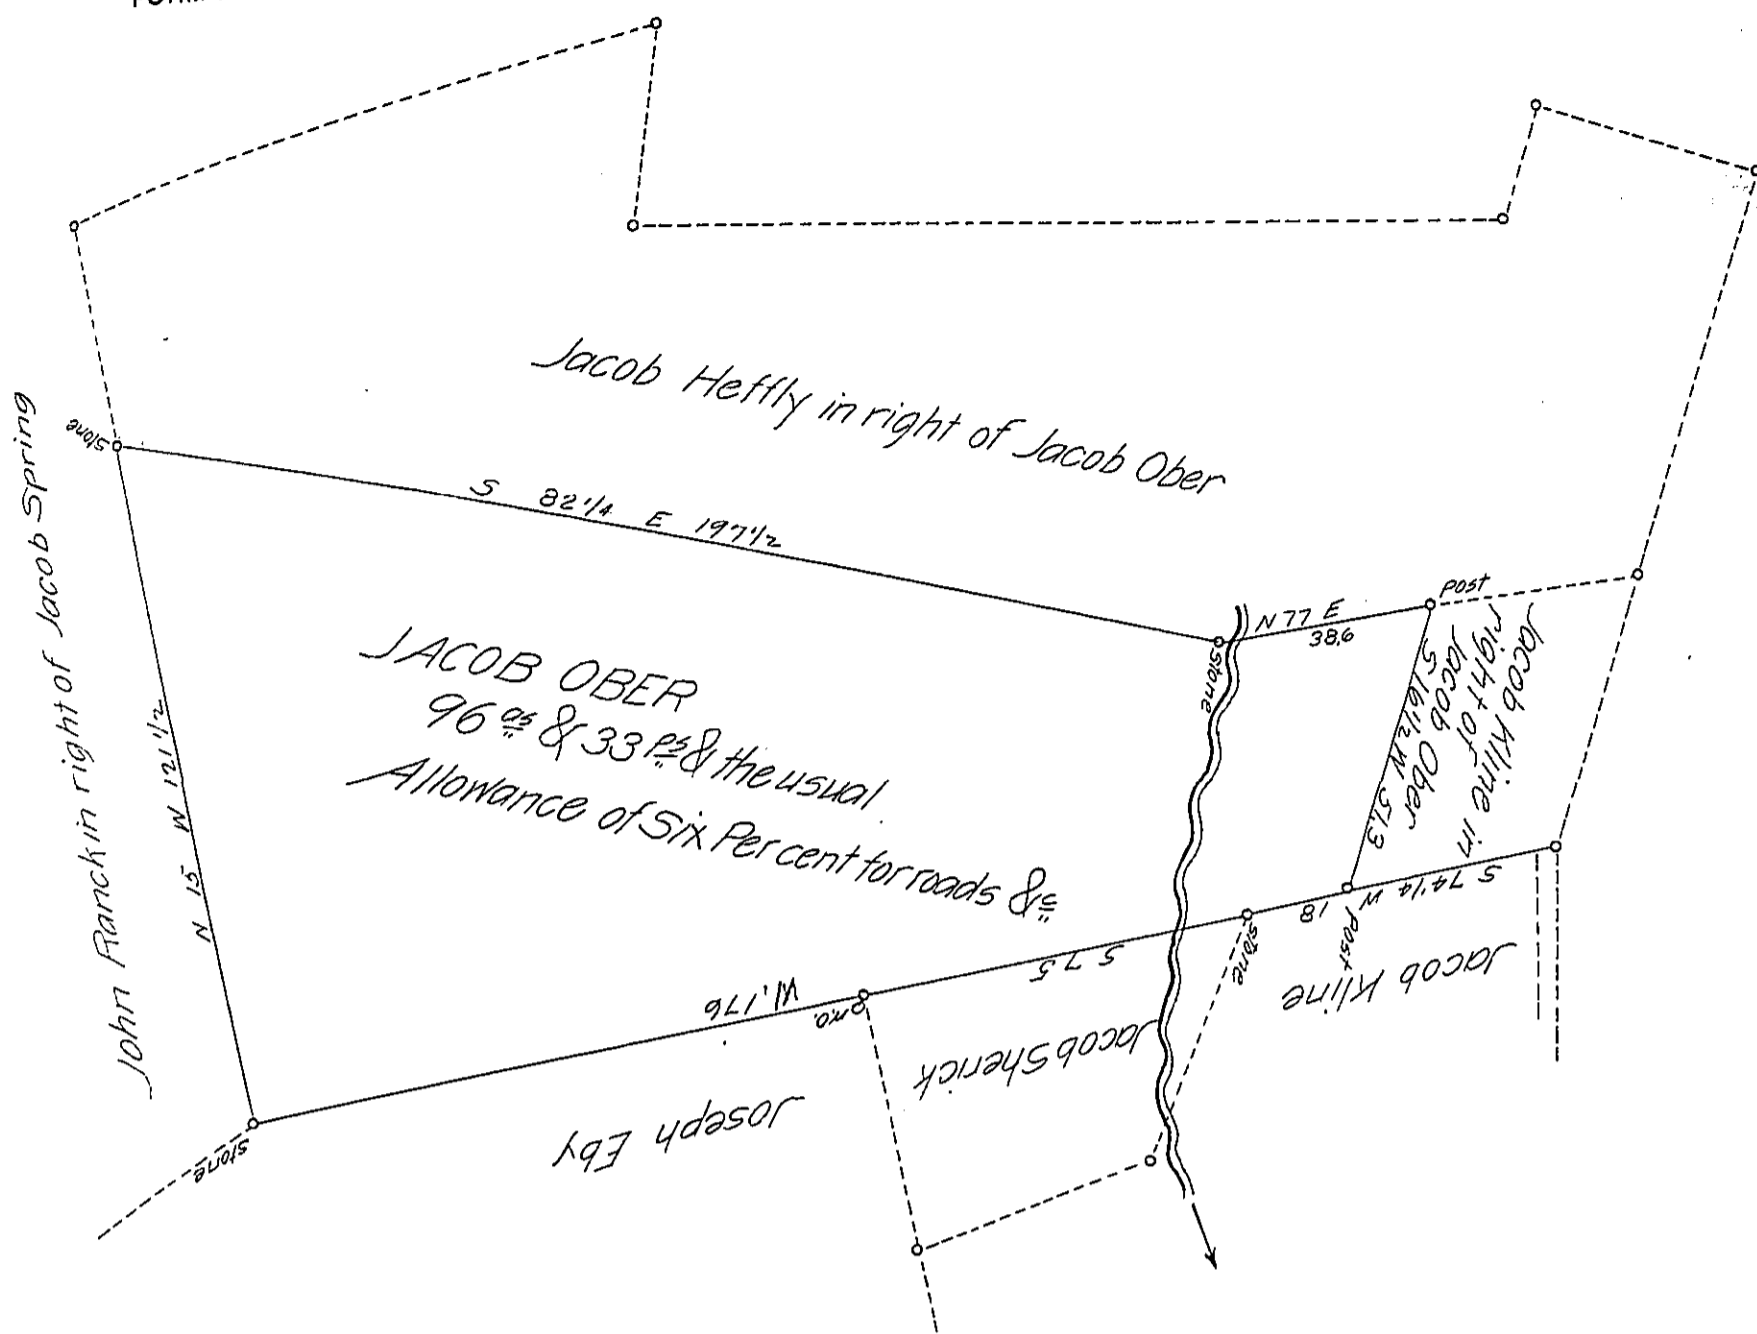 Jacob Heffly in right of Jacob Ober
John Ranck in right of Jacob Spring
stone
S 82 1/4 E 197 1/2
N 77 E
38.6
Post
stone
JACOB OBER
96 as & 33 ps & the usual
Allowance of Six Percent for roads &c
N 15 W 121 1/2
Jacob Kline in
right of
Jacob Ober
S 16 1/2 W 51.3
S 74 1/4 W 18
Post
stone
S 75 W. 176
w.o.
stone
Jacob Kline
Jacob Sherick
Joseph Eby